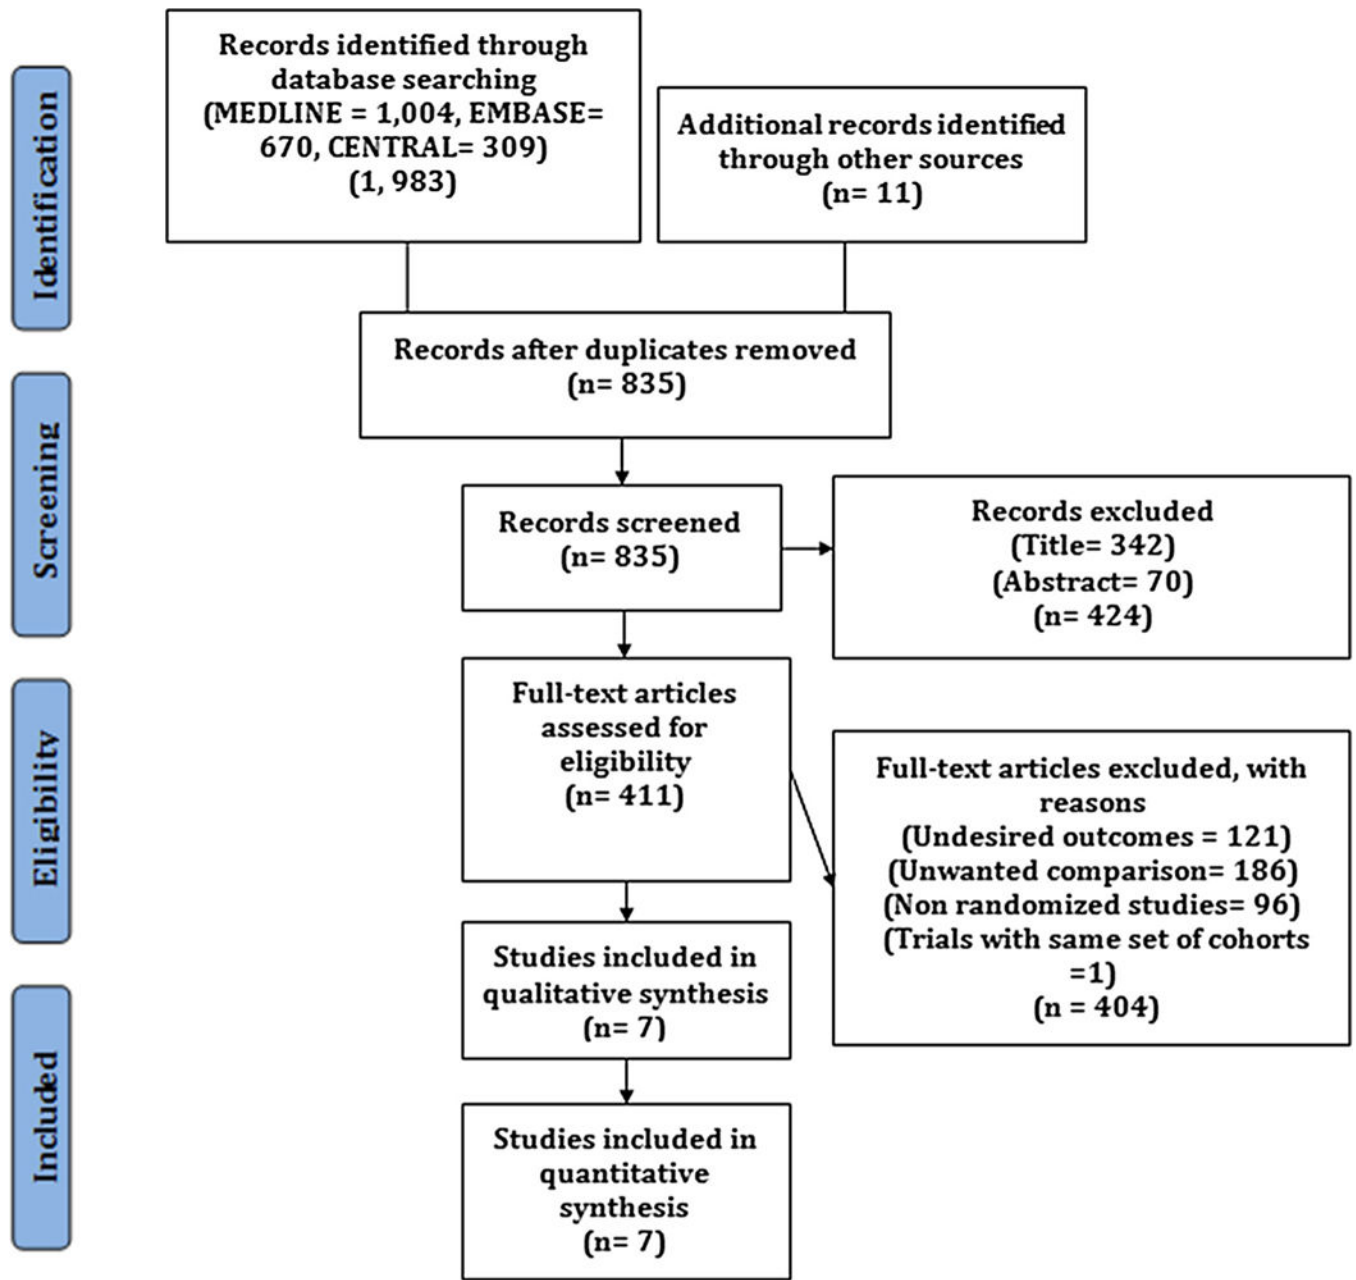 Identification
Records identified through
database searching
(MEDLINE = 1,004, EMBASE=
670, CENTRAL= 309)
(1, 983)
Additional records identified
through other sources
(n= 11)
Records after duplicates removed
(n= 835)
Screening
Records screened
(n= 835)
Records excluded
(Title= 342)
(Abstract= 70)
(n= 424)
Eligibility
Full-text articles
assessed for
eligibility
(n= 411)
Full-text articles excluded, with
reasons
(Undesired outcomes = 121)
(Unwanted comparison= 186)
(Non randomized studies= 96)
(Trials with same set of cohorts
=1)
(n = 404)
Studies included in
qualitative synthesis
(n= 7)
Included
Studies included in
quantitative
synthesis
(n= 7)